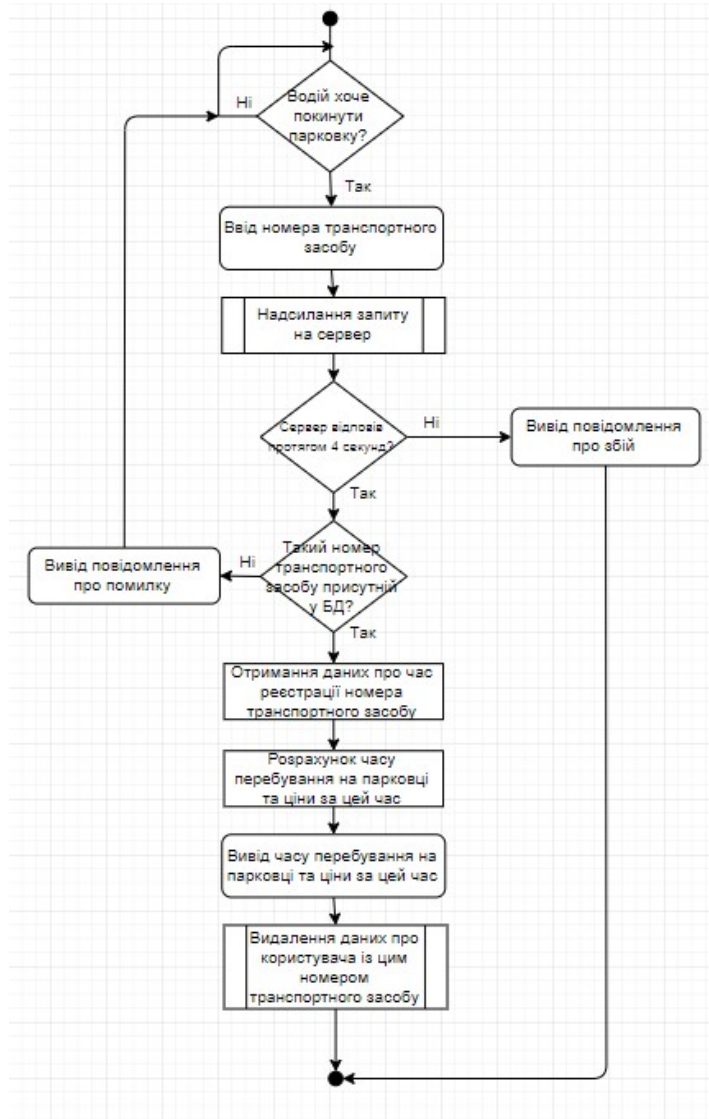 Ні
Водій хоче
покинути
парковку?
Так
Ввід номера транспортного
засобу
Надсилання запиту
на сервер
Сервер відповів
протягом 4 секунд?
Ні
Вивід повідомлення
про збій
Так
Вивід повідомлення
про помилку
Ні
Такий номер
транспортного
засобу присутній
у БД?
Так
Отримання даних про час
реєстрації номера
транспортного засобу
Розрахунок часу
перебування на парковці
та ціни за цей час
Вивід часу перебування на
парковці та ціни за цей час
Видалення даних про
користувача із цим
номером
транспортного засобу